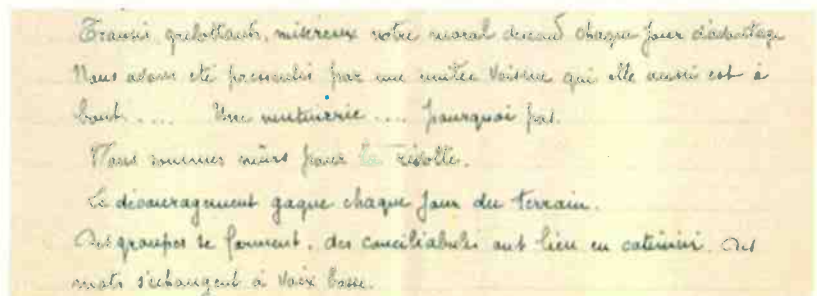 Transis, grelottants, miséreux notre moral descend chaque jour d'avantage
Nous avons été pressentis par une unitée voisine qui elle aussi est à
bout.... Une mutinerie.... pourquoi pas.
Nous sommes mûrs pour la révolte.
Le découragement gagne chaque jour du terrain.
Des groupes se forment, des conciliabules ont lieu en catimini. Des
mots s'échangent à voix basse.